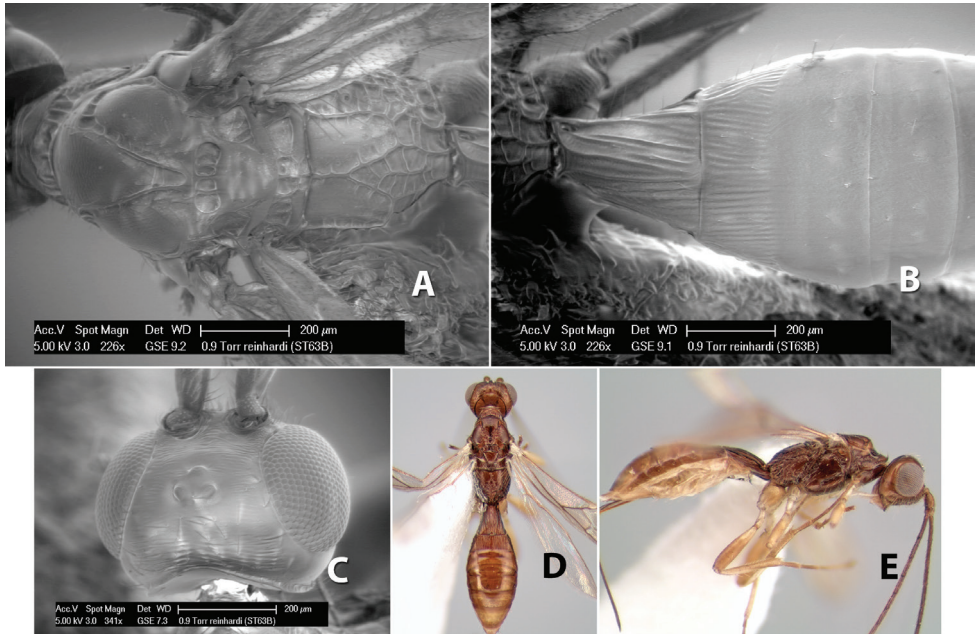 A
Acc.V Spot Magn Det WD 200 µm
5.00 kV 3.0 226x GSE 9.2 0.9 Torr reinhardi (ST63B)
B
Acc.V Spot Magn Det WD 200 µm
5.00 kV 3.0 226x GSE 9.1 0.9 Torr reinhardi (ST63B)
C
Acc.V Spot Magn Det WD 200 µm
5.00 kV 3.0 341x GSE 7.3 0.9 Torr reinhardi (ST63B)
D
E